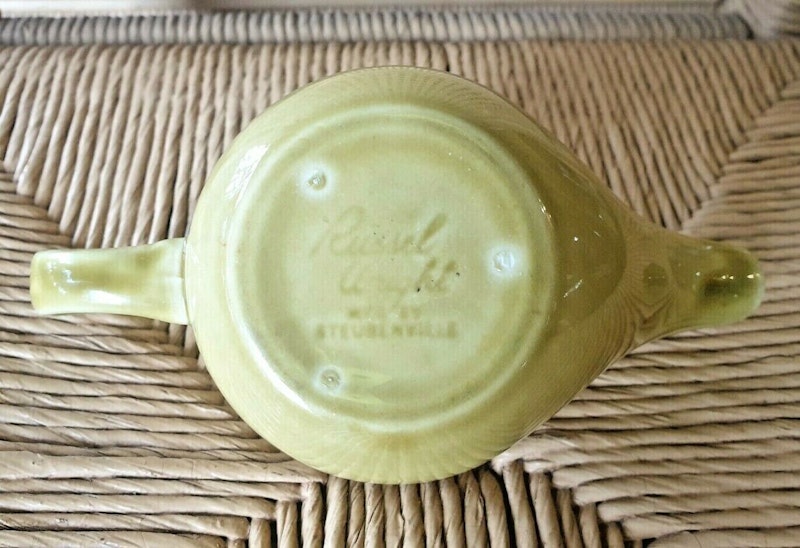 Russel
Wright
MFG. BY
STEUBENVILLE